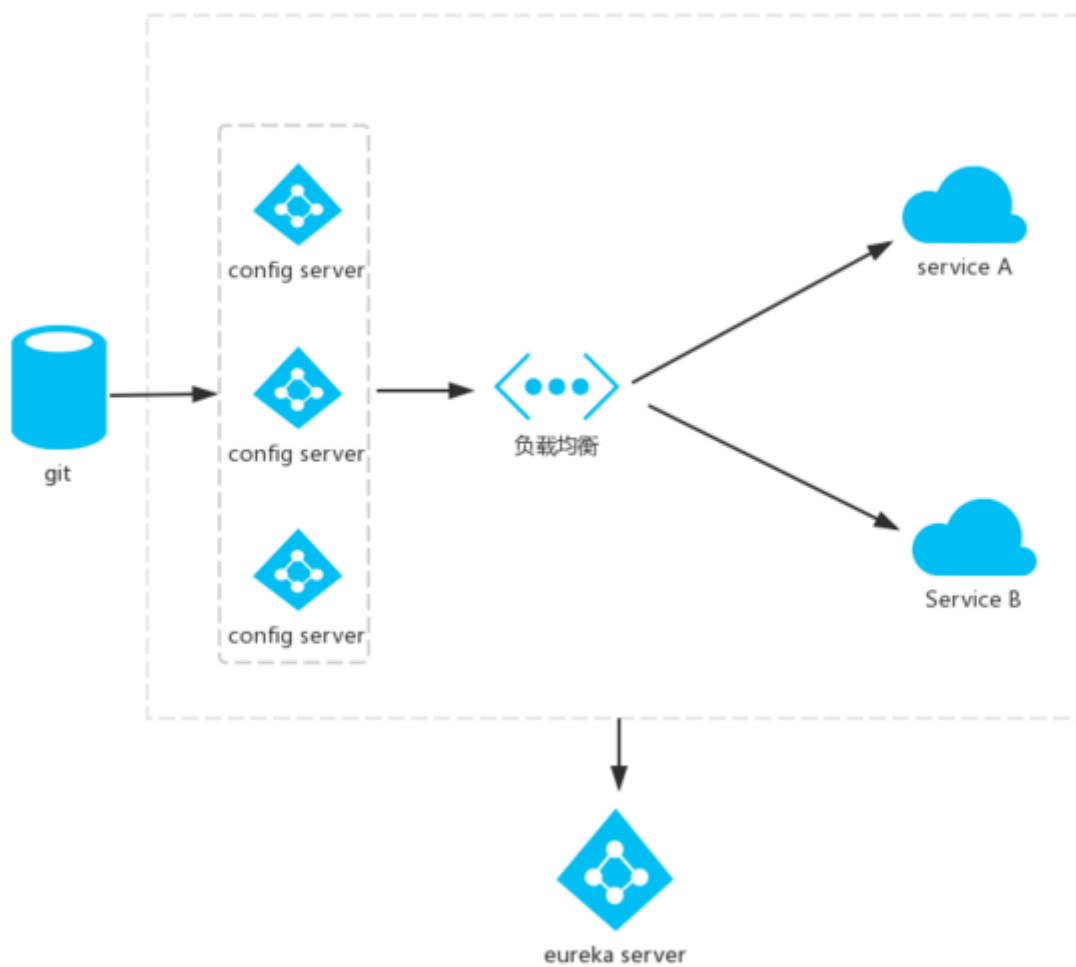 config server
service A
config server
负载均衡
git
Service B
config server
eureka server